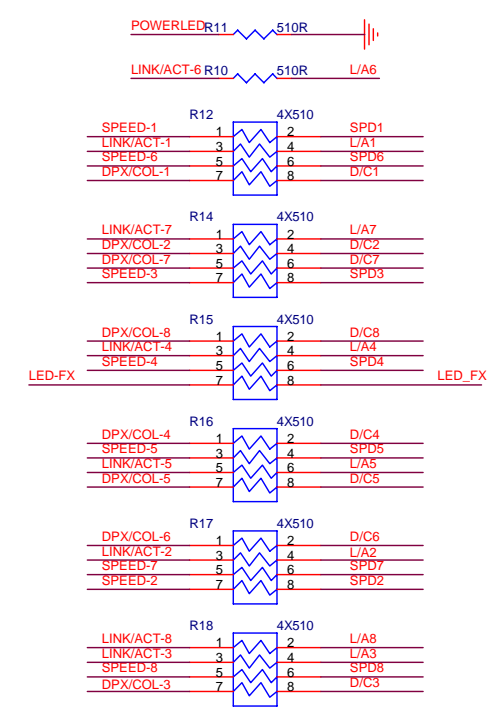 POWERLED R11 510R
LINK/ACT-6 R10 510R L/A6
R12 4X510
SPEED-1 1 2 SPD1
LINK/ACT-1 3 4 L/A1
SPEED-6 5 6 SPD6
DPX/COL-1 7 8 D/C1
R14 4X510
LINK/ACT-7 1 2 L/A7
DPX/COL-2 3 4 D/C2
DPX/COL-7 5 6 D/C7
SPEED-3 7 8 SPD3
R15 4X510
DPX/COL-8 1 2 D/C8
LINK/ACT-4 3 4 L/A4
SPEED-4 5 6 SPD4
LED-FX 7 8 LED_FX
R16 4X510
DPX/COL-4 1 2 D/C4
SPEED-5 3 4 SPD5
LINK/ACT-5 5 6 L/A5
DPX/COL-5 7 8 D/C5
R17 4X510
DPX/COL-6 1 2 D/C6
LINK/ACT-2 3 4 L/A2
SPEED-7 5 6 SPD7
SPEED-2 7 8 SPD2
R18 4X510
LINK/ACT-8 1 2 L/A8
LINK/ACT-3 3 4 L/A3
SPEED-8 5 6 SPD8
DPX/COL-3 7 8 D/C3